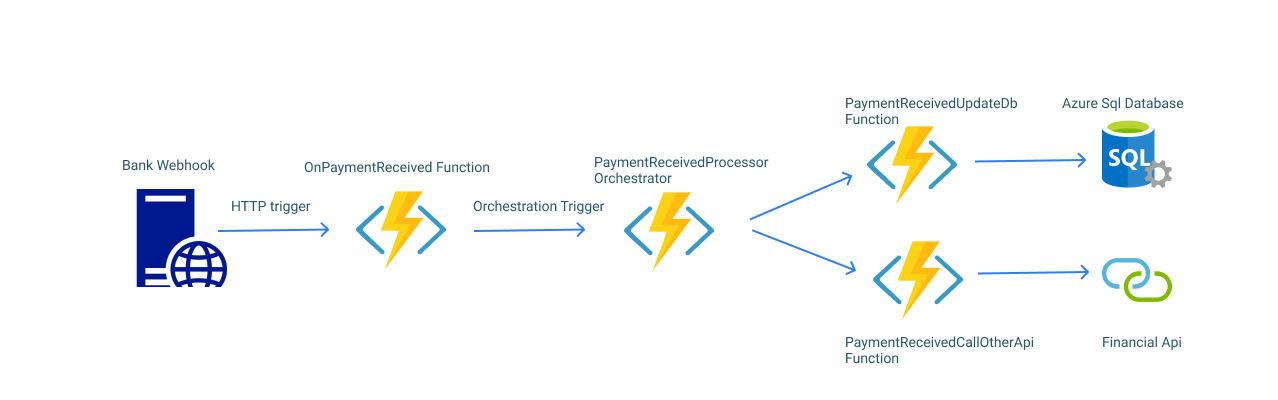 Bank Webhook
HTTP trigger
OnPaymentReceived Function
Orchestration Trigger
PaymentReceivedProcessor
Orchestrator
PaymentReceivedUpdateDb
Function
Azure Sql Database
SQL
PaymentReceivedCallOtherApi
Function
Financial Api